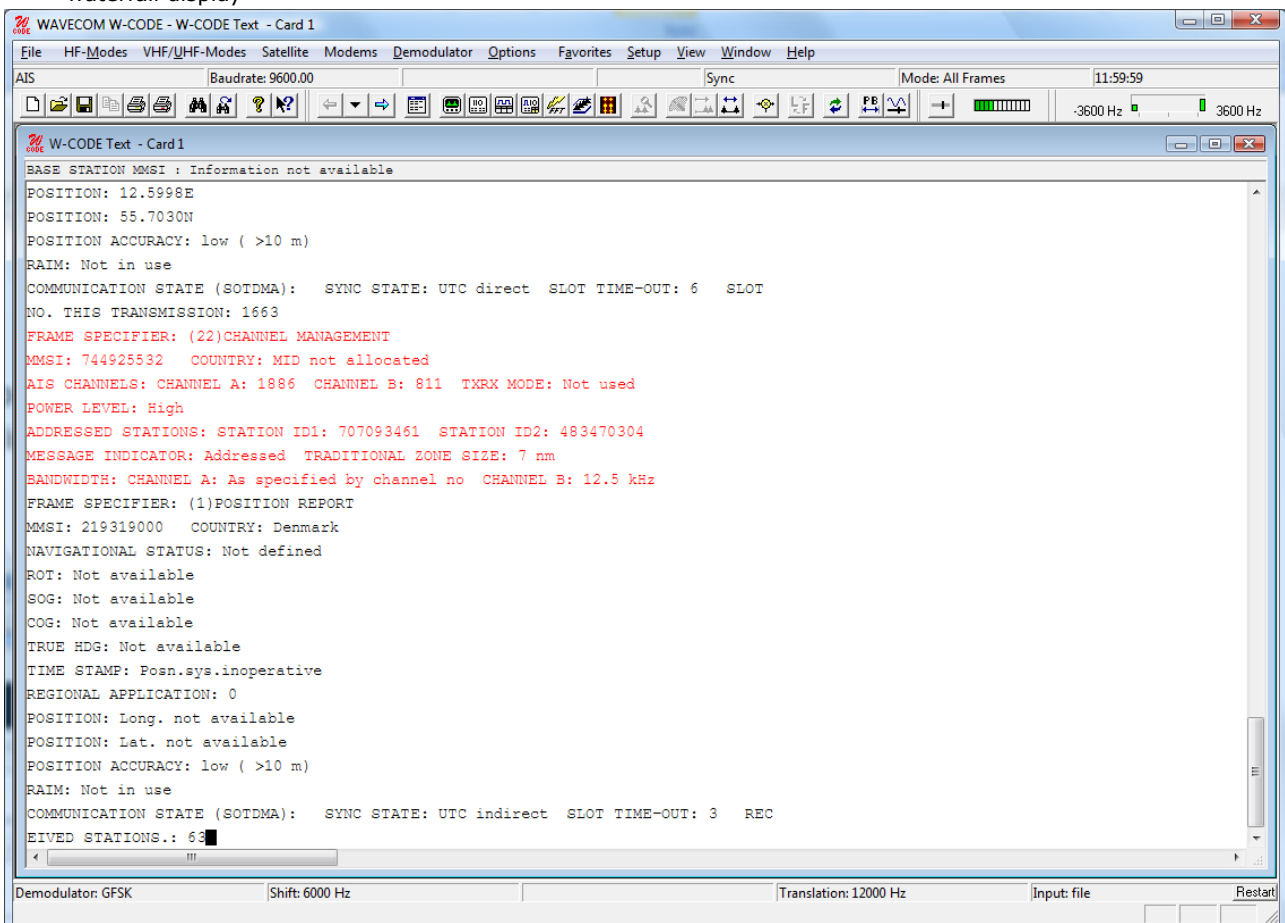 WAVECOM W-CODE - W-CODE Text - Card 1
File HF-Modes VHF/UHF-Modes Satellite Modems Demodulator Options Favorites Setup View Window Help
AIS Baudrate: 9600.00 Sync Mode: All Frames 11:59:59
-3600 Hz 3600 Hz
W-CODE Text - Card 1
BASE STATION MMSI : Information not available
POSITION: 12.5998E
POSITION: 55.7030N
POSITION ACCURACY: low ( >10 m)
RAIM: Not in use
COMMUNICATION STATE (SOTDMA): SYNC STATE: UTC direct SLOT TIME-OUT: 6 SLOT
NO. THIS TRANSMISSION: 1663
FRAME SPECIFIER: (22)CHANNEL MANAGEMENT
MMSI: 744925532 COUNTRY: MID not allocated
AIS CHANNELS: CHANNEL A: 1886 CHANNEL B: 811 TXRX MODE: Not used
POWER LEVEL: High
ADDRESSED STATIONS: STATION ID1: 707093461 STATION ID2: 483470304
MESSAGE INDICATOR: Addressed TRADITIONAL ZONE SIZE: 7 nm
BANDWIDTH: CHANNEL A: As specified by channel no CHANNEL B: 12.5 kHz
FRAME SPECIFIER: (1)POSITION REPORT
MMSI: 219319000 COUNTRY: Denmark
NAVIGATIONAL STATUS: Not defined
ROT: Not available
SOG: Not available
COG: Not available
TRUE HDG: Not available
TIME STAMP: Posn.sys.inoperative
REGIONAL APPLICATION: 0
POSITION: Long. not available
POSITION: Lat. not available
POSITION ACCURACY: low ( >10 m)
RAIM: Not in use
COMMUNICATION STATE (SOTDMA): SYNC STATE: UTC indirect SLOT TIME-OUT: 3 REC
EIVED STATIONS.: 63
Demodulator: GFSK Shift: 6000 Hz Translation: 12000 Hz Input: file Restart